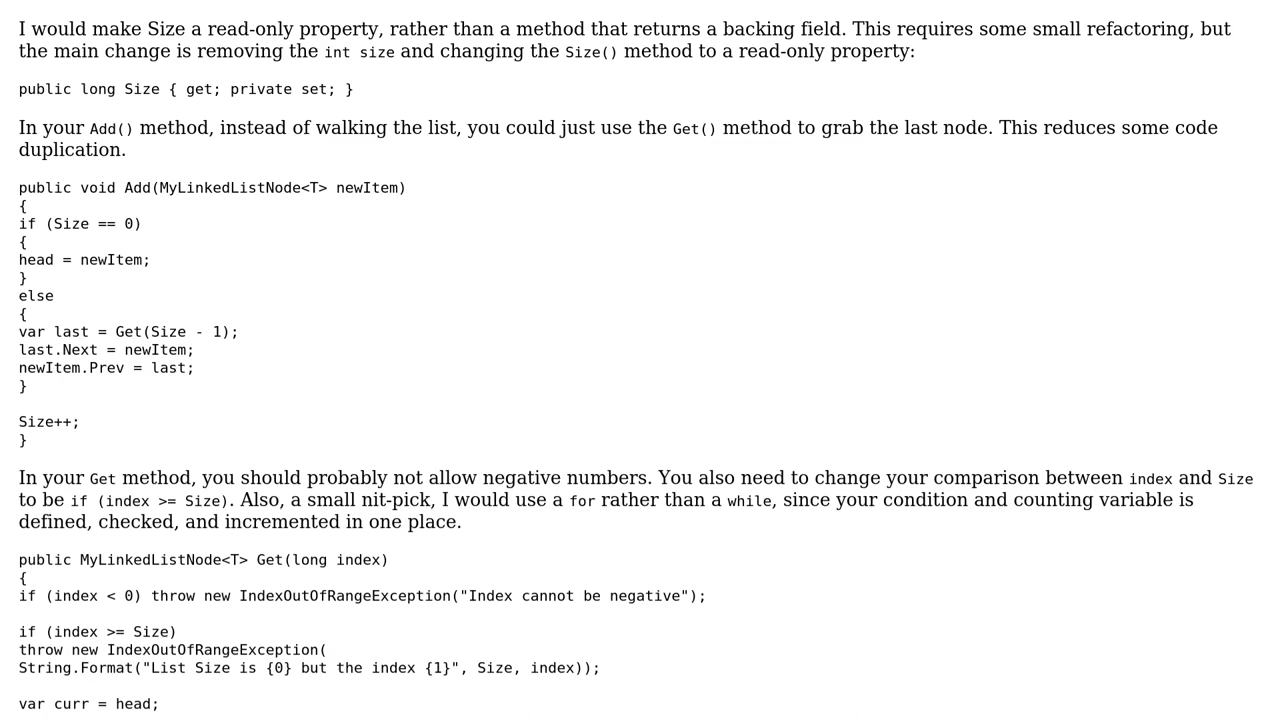 I would make Size a read-only property, rather than a method that returns a backing field. This requires some small refactoring, but
the main change is removing the int size and changing the Size() method to a read-only property:
public long Size { get; private set; }
In your Add() method, instead of walking the list, you could just use the Get() method to grab the last node. This reduces some code
duplication.
public void Add(MyLinkedListNode<T> newItem)
{
if (Size == 0)
{
head = newItem;
}
else
{
var last = Get(Size - 1);
last.Next = newItem;
newItem.Prev = last;
}
Size++;
}
In your Get method, you should probably not allow negative numbers. You also need to change your comparison between index and Size
to be if (index >= Size). Also, a small nit-pick, I would use a for rather than a while, since your condition and counting variable is
defined, checked, and incremented in one place.
public MyLinkedListNode<T> Get(long index)
{
if (index < 0) throw new IndexOutOfRangeException("Index cannot be negative");
if (index >= Size)
throw new IndexOutOfRangeException(
String.Format("List Size is {0} but the index {1}", Size, index));
var curr = head;